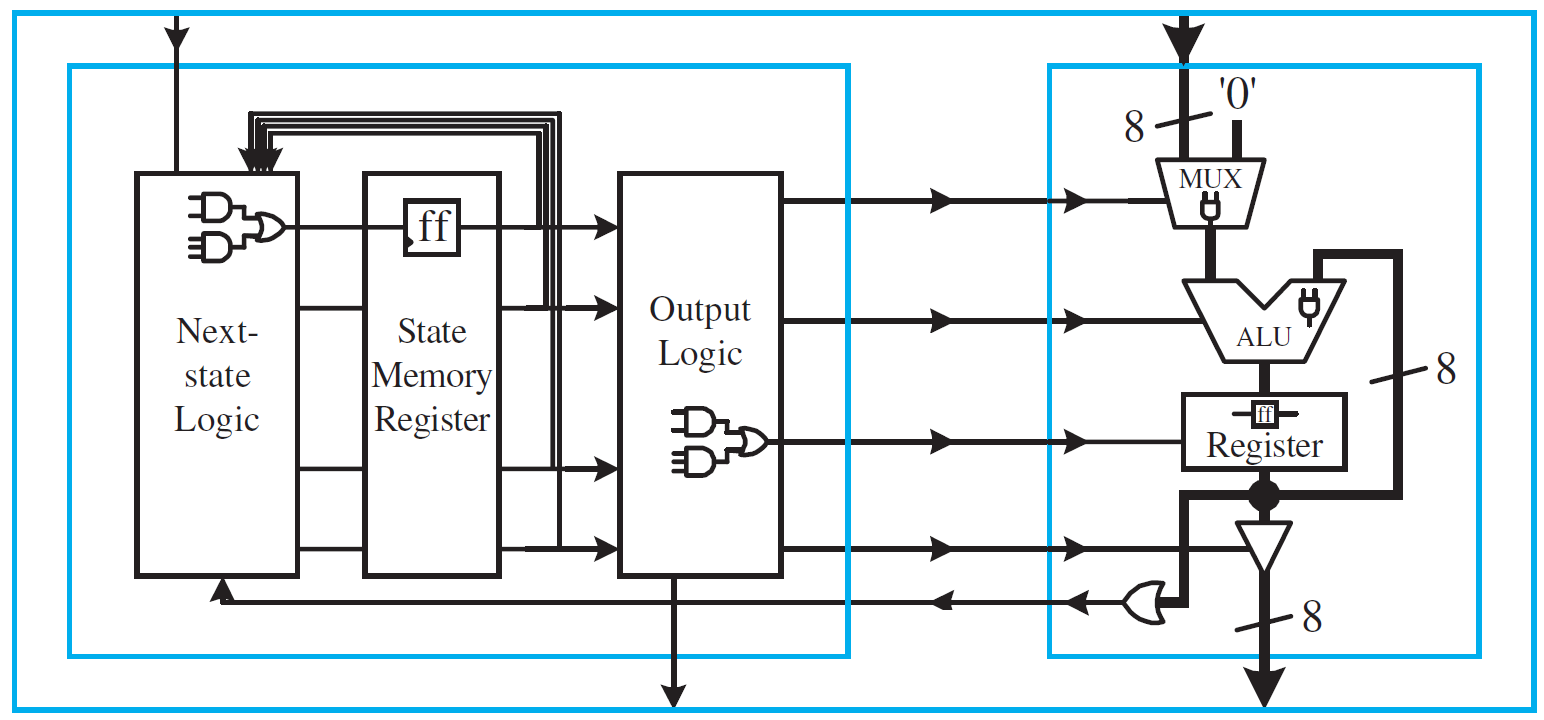 ff
Next-
state
Logic
State
Memory
Register
Output
Logic
8
'0'
MUX
ALU
8
ff
Register
8